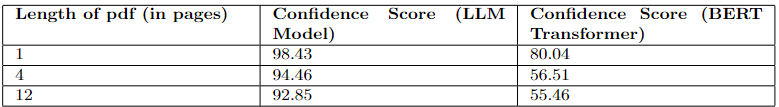 Length of pdf (in pages) Confidence Score (LLM Model) Confidence Score (BERT Transformer)
1 98.43 80.04
4 94.46 56.51
12 92.85 55.46